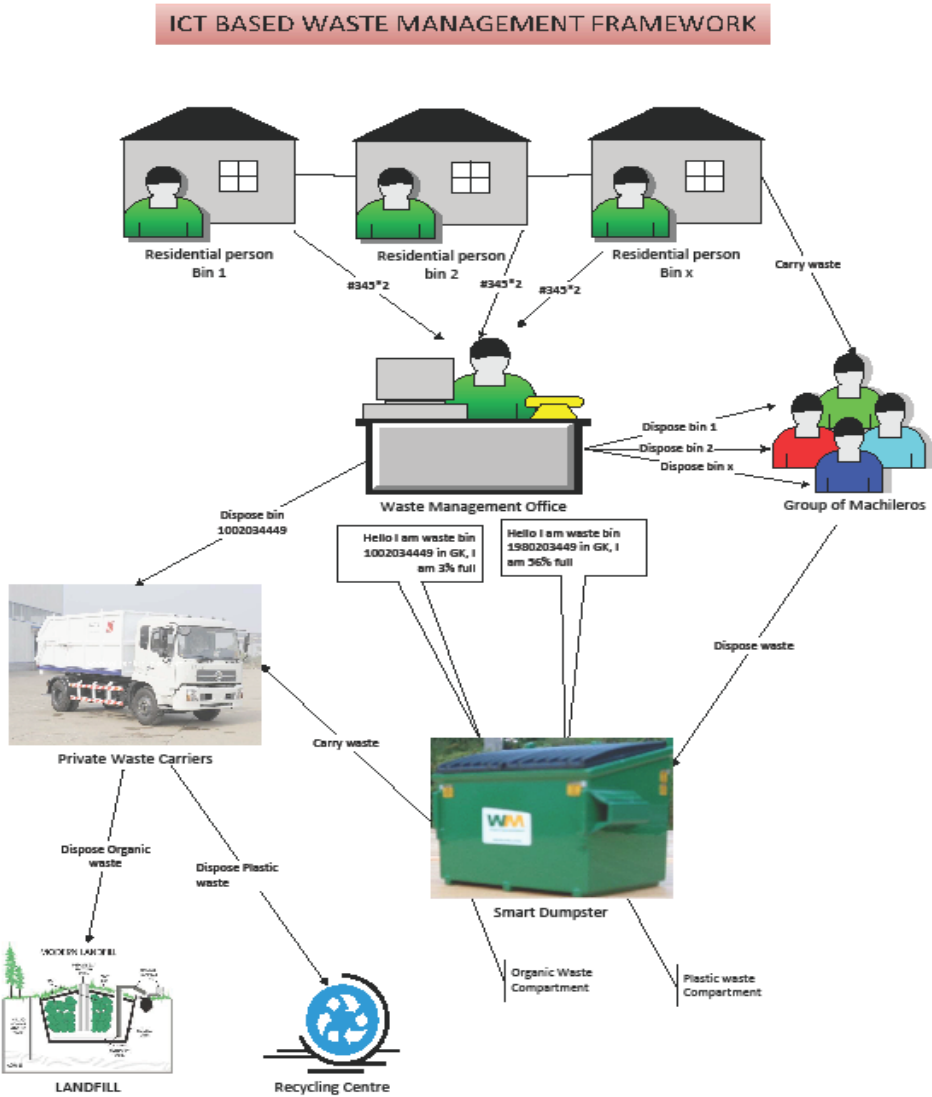 ICT BASED WASTE MANAGEMENT FRAMEWORK
Residential person
Bin 1
Residential person
bin 2
Residential person
Bin x
#345*2
#345*2
#345*2
Carry waste
Dispose bin 1
Dispose bin 2
Dispose bin x
Waste Management Office
Group of Machileros
Dispose bin
1002034449
Hello I am waste bin
1002034449 in GK, I
am 3% full
Hello I am waste bin
1980203449 in GK, I
am 56% full
Dispose waste
Carry waste
Private Waste Carriers
WM
Dispose Organic
waste
Dispose Plastic
waste
Smart Dumpster
Organic Waste
Compartment
Plastic waste
Compartment
MODERN LANDFILL
LANDFILL
Recycling Centre